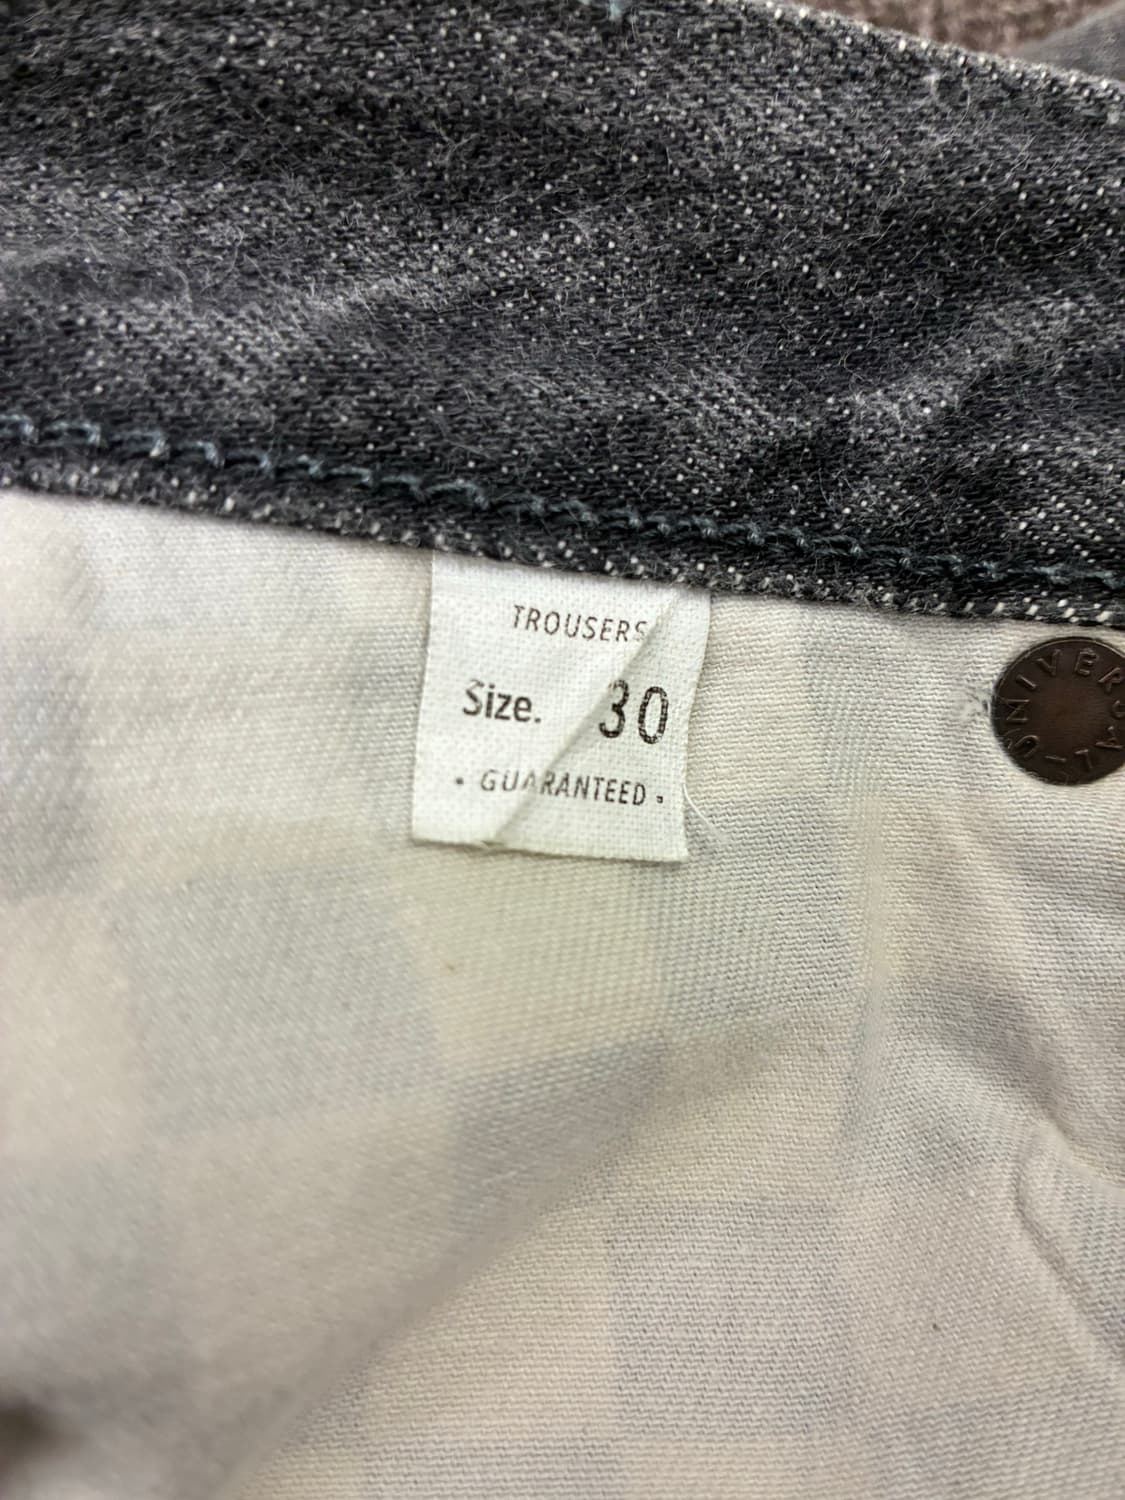 TROUSERS
Size. 30
• GUARANTEED •
UNIVERSAL